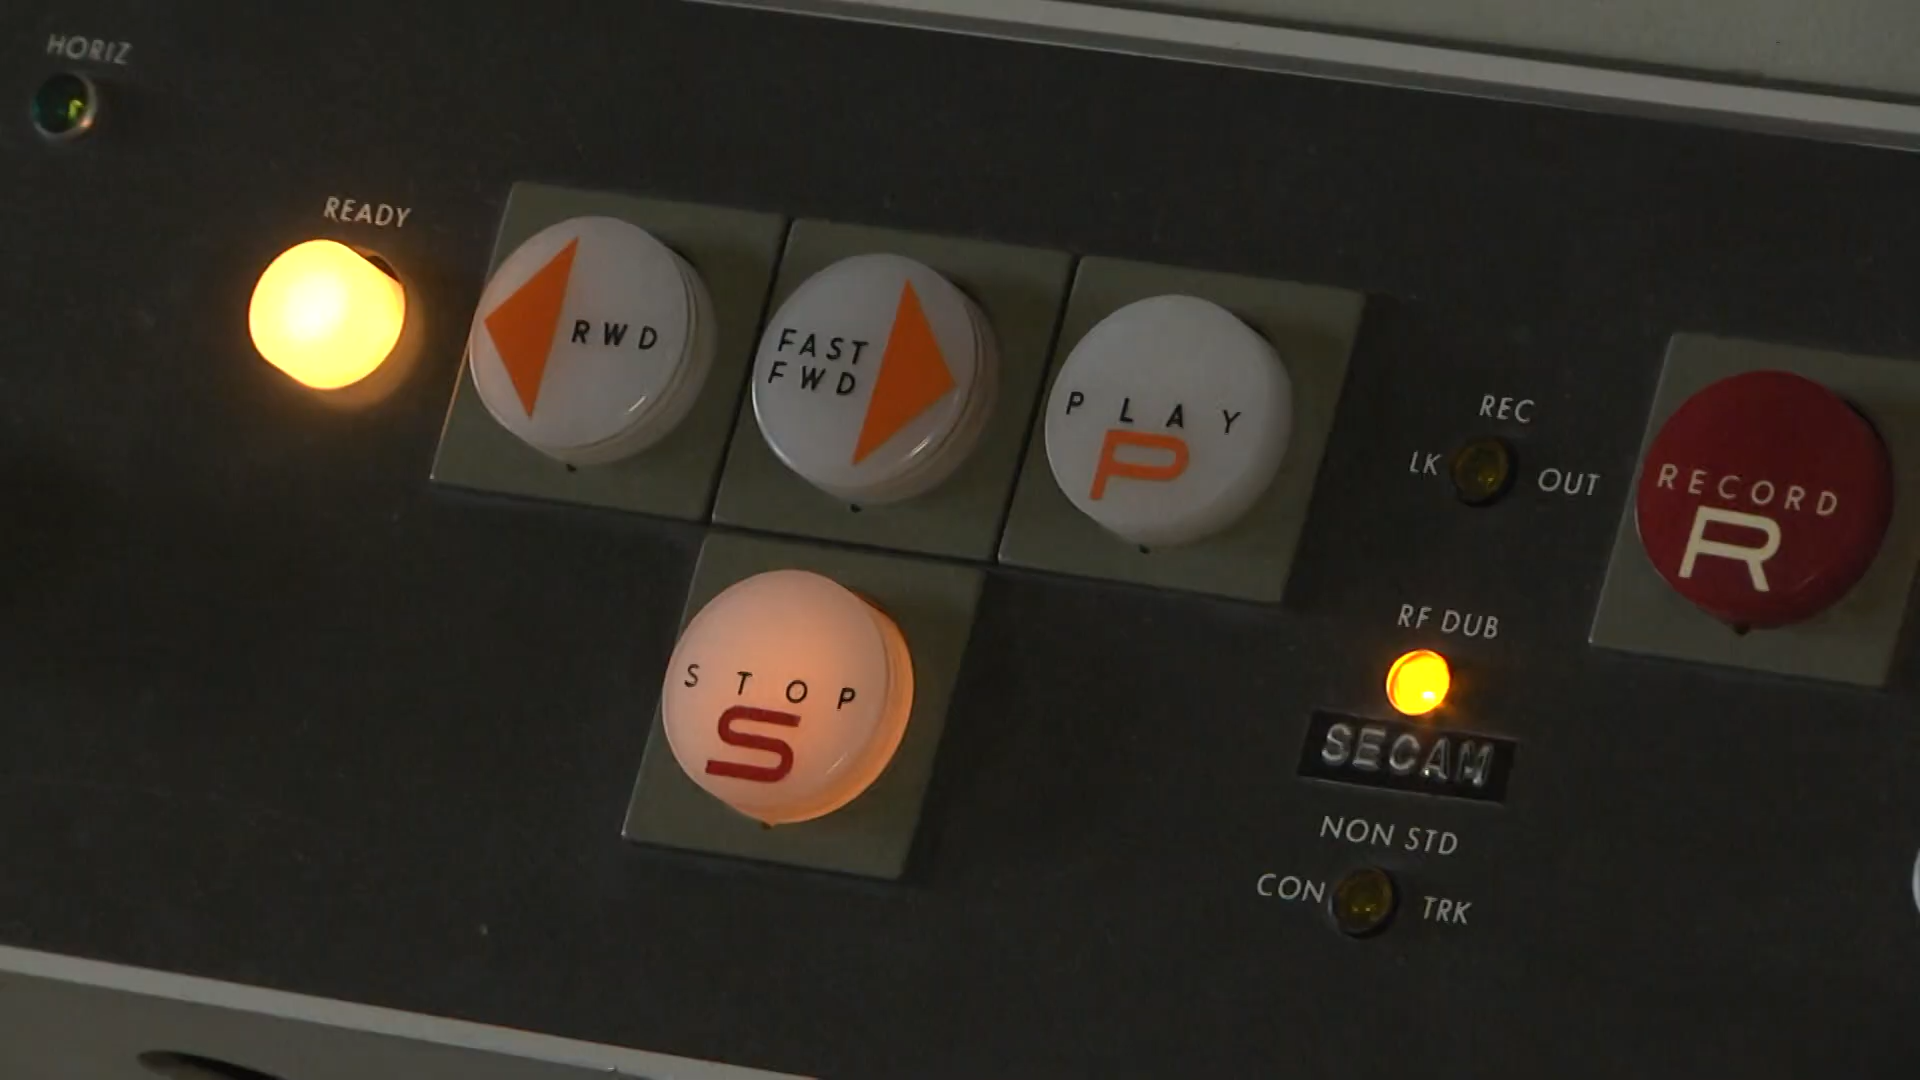 HORIZ
READY
RWD
FAST
FWD
PLAY
P
REC
LK
OUT
RECORD
R
STOP
S
RF DUB
SECAM
NON STD
CON
TRK